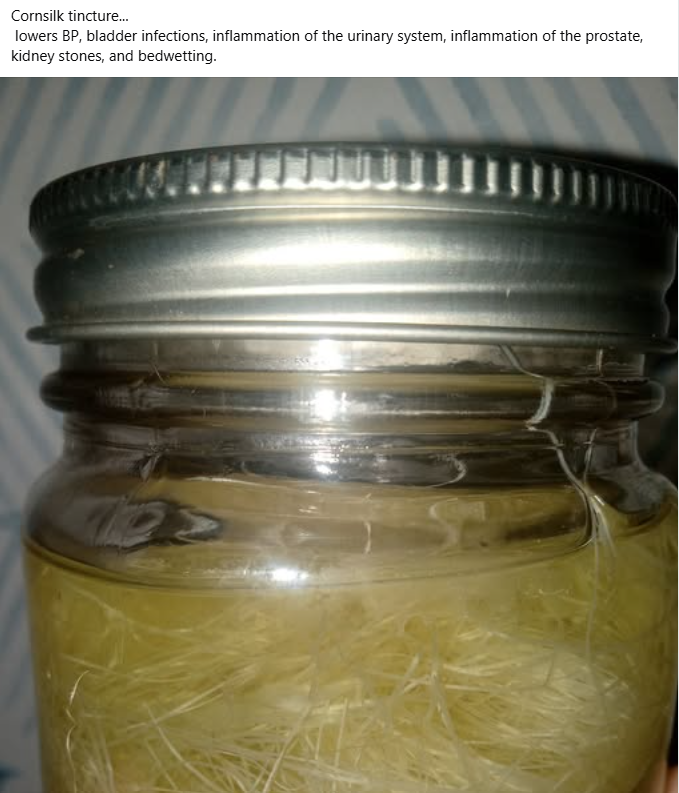 Cornsilk tincture...
lowers BP, bladder infections, inflammation of the urinary system, inflammation of the prostate,
kidney stones, and bedwetting.